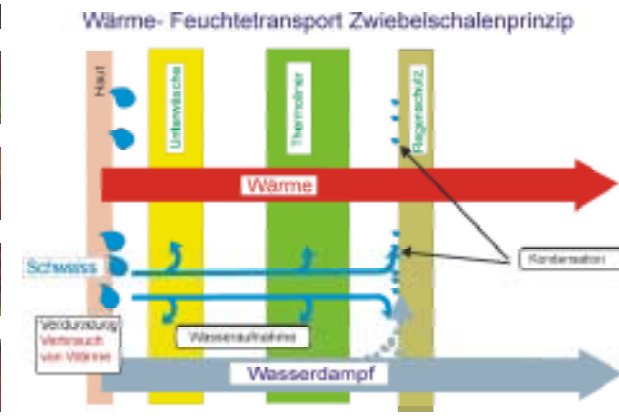 Wärme- Feuchtetransport Zwiebelschalenprinzip
Haut
Unterwäsche
Thermoliner
Regenschutz
Wärme
Schweiss
Kondensation
Verdunstung
Verbrauch
von Wärme
Wasseraufnahme
Wasserdampf